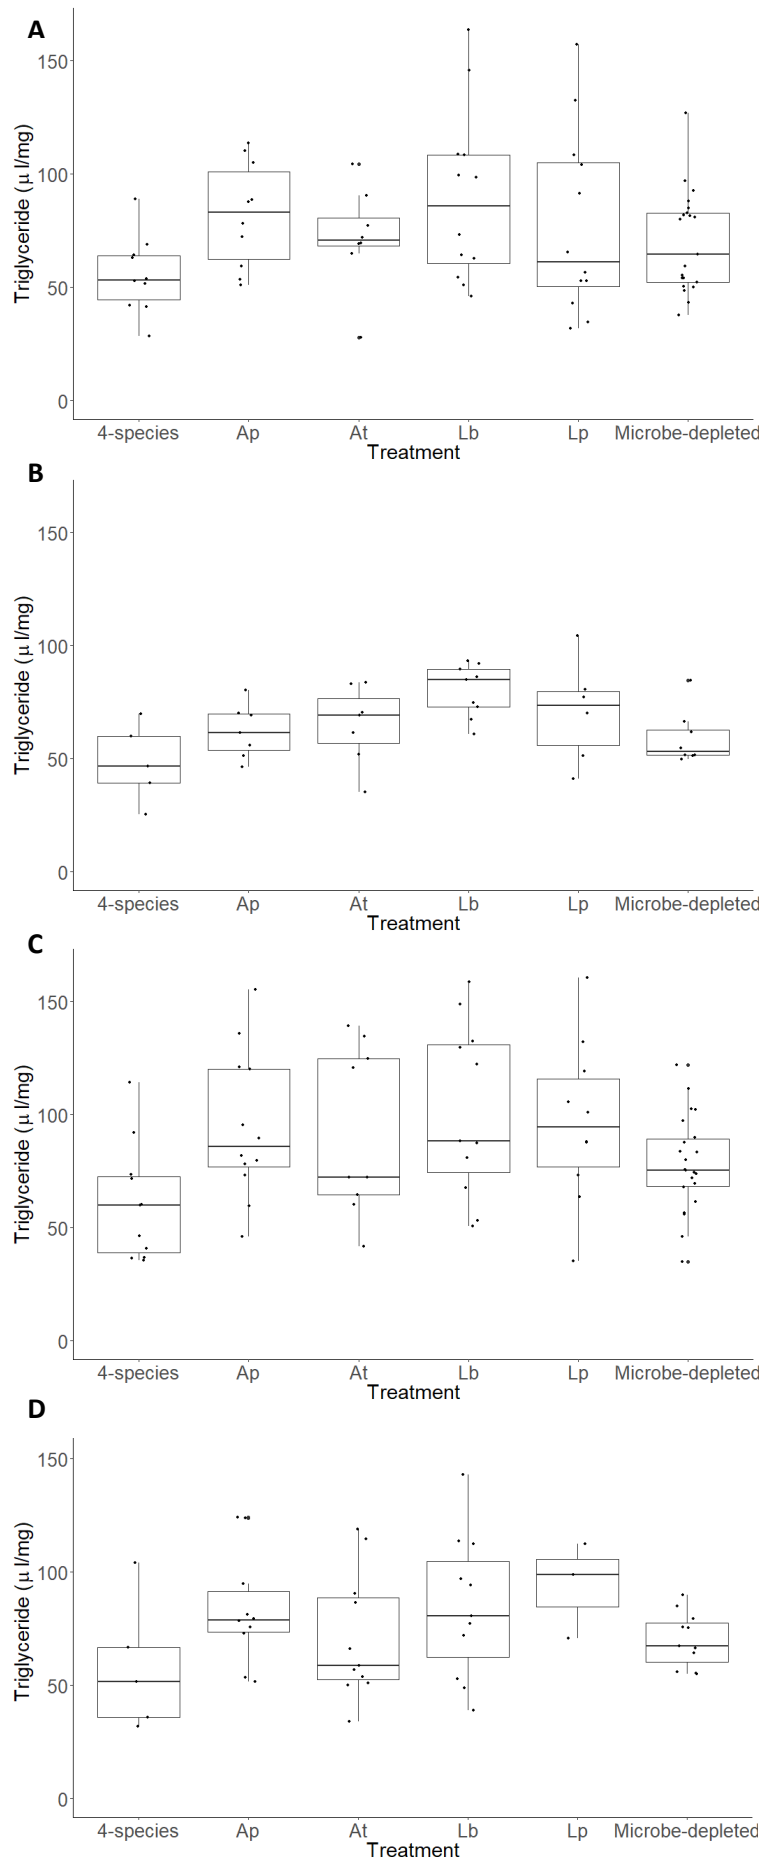 A
Triglyceride (μ l/mg)
150
100
50
0
4-species Ap At Lb Lp Microbe-depleted
Treatment
B
Triglyceride (μ l/mg)
150
100
50
0
4-species Ap At Lb Lp Microbe-depleted
Treatment
C
Triglyceride (μ l/mg)
150
100
50
0
4-species Ap At Lb Lp Microbe-depleted
Treatment
D
Triglyceride (μ l/mg)
150
100
50
0
4-species Ap At Lb Lp Microbe-depleted
Treatment